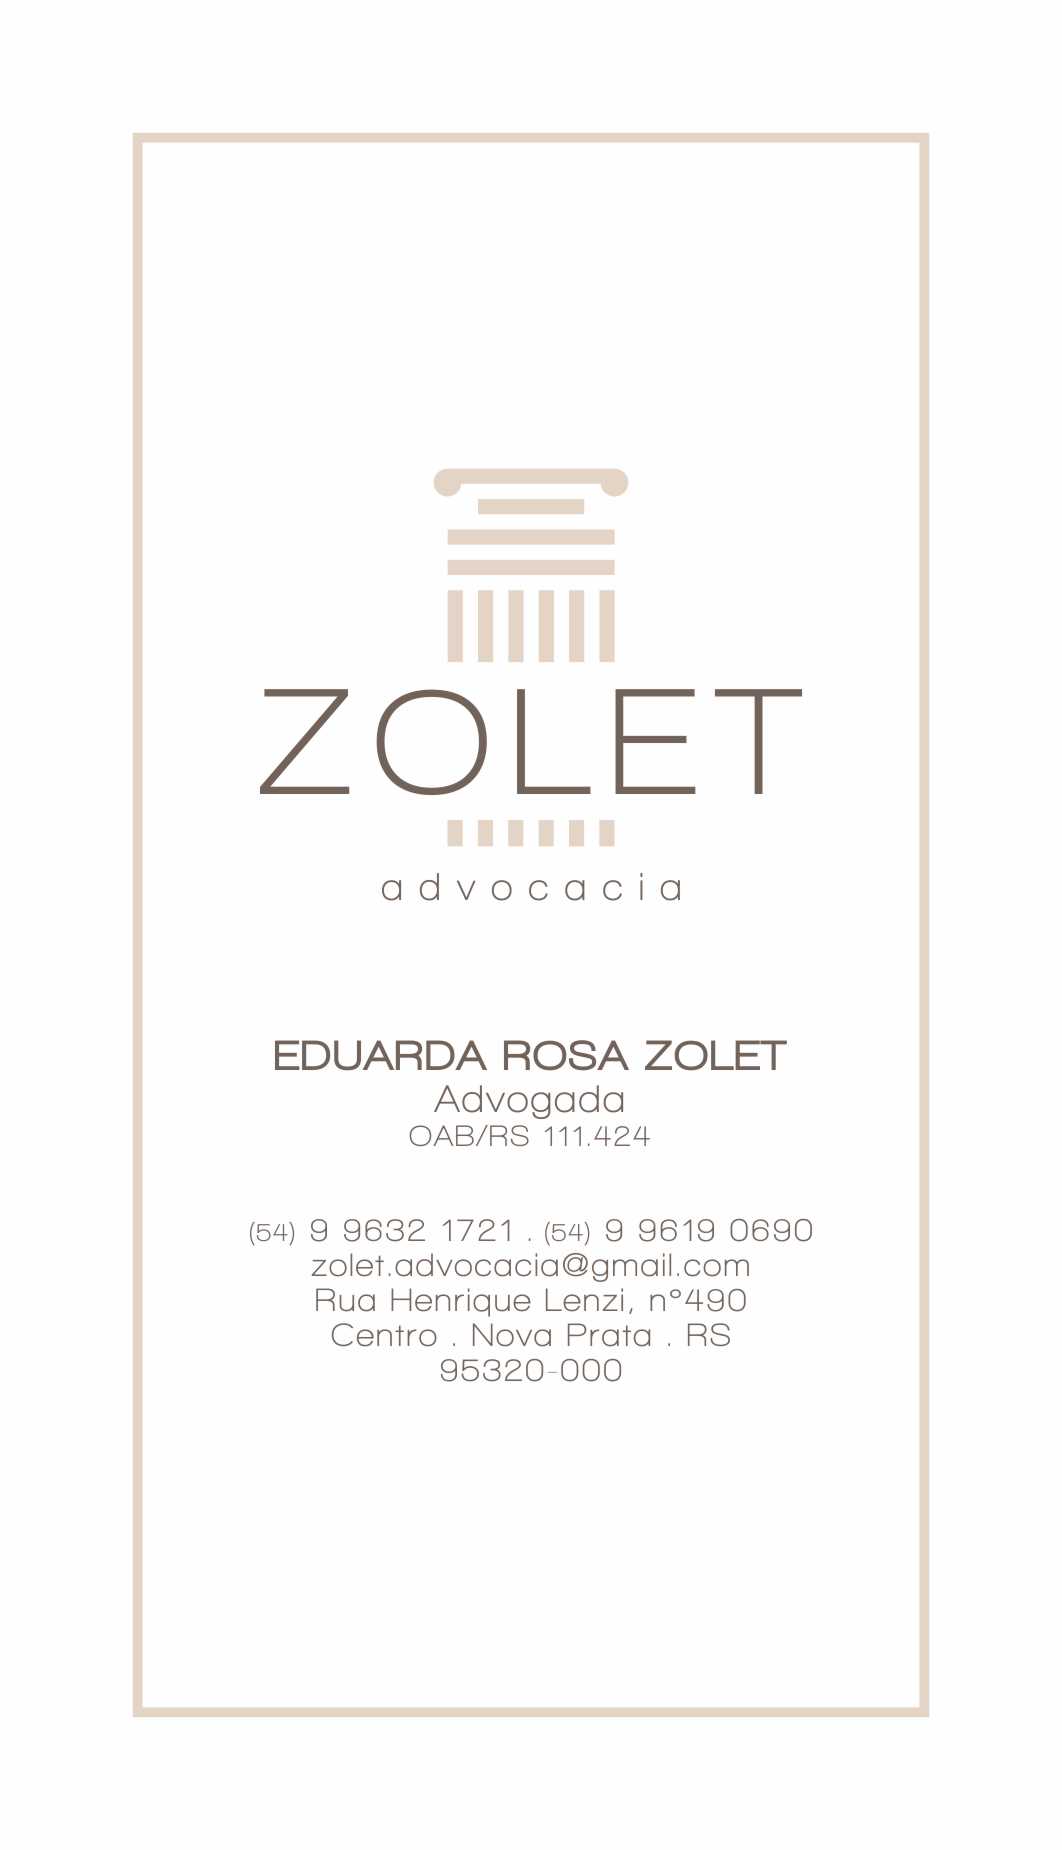 ZOLET
advocacia
EDUARDA ROSA ZOLET
Advogada
OAB/RS 111.424
(54) 9 9632 1721 . (54) 9 9619 0690
zolet.advocacia@gmail.com
Rua Henrique Lenzi, n°490
Centro . Nova Prata . RS
95320-000